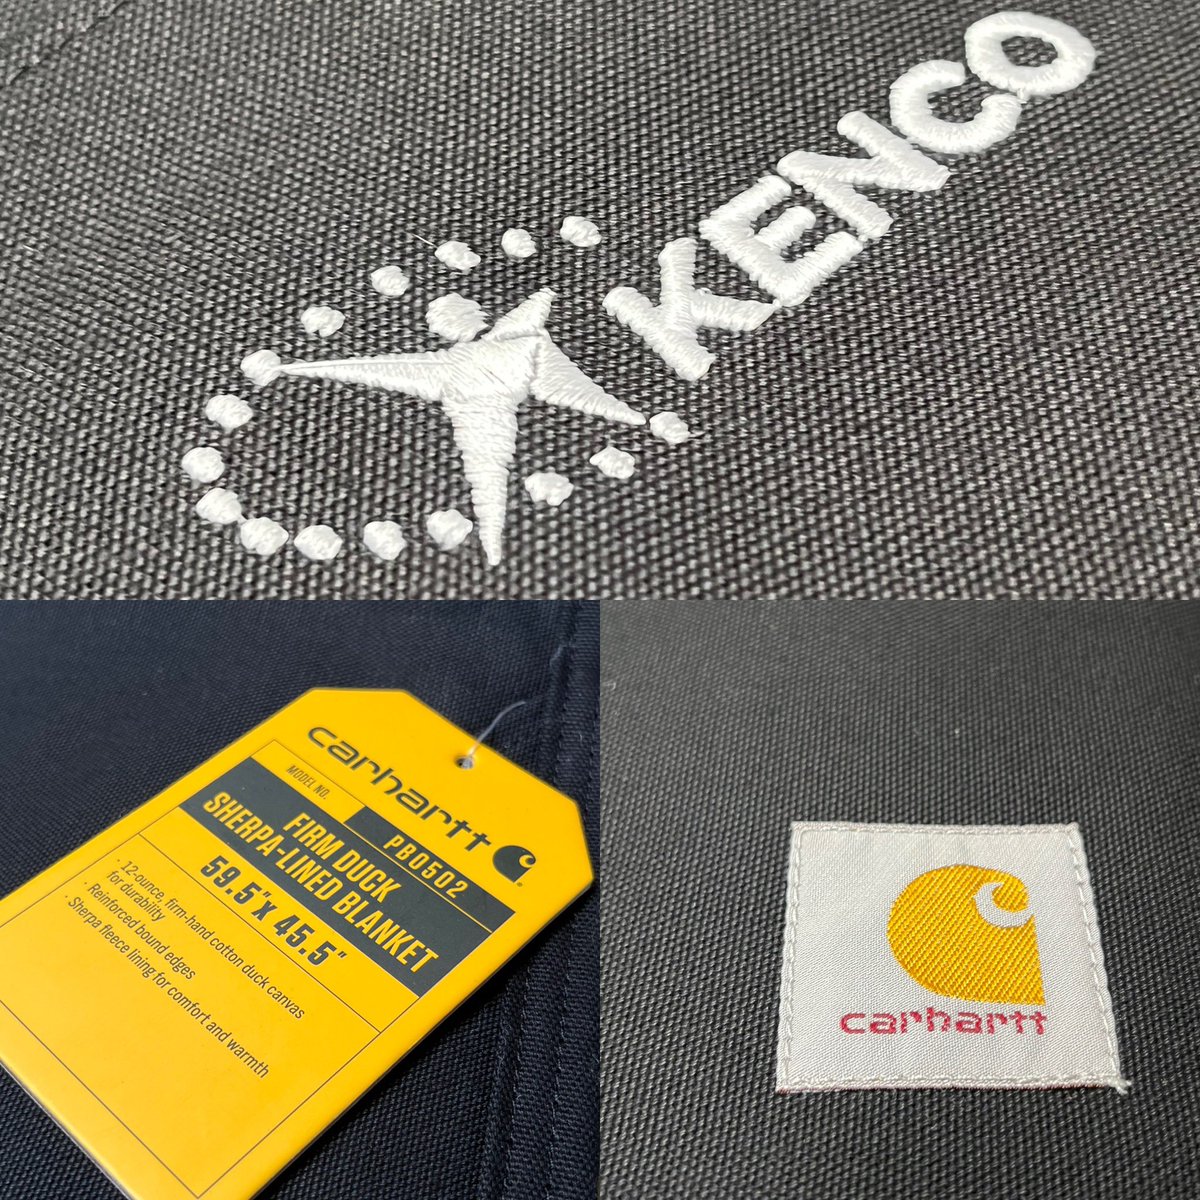 KENCO
carhartt
MODEL NO.
PB0502
FIRM DUCK
SHERPA-LINED BLANKET
59.5" x 45.5"
· 12-ounce, firm-hand cotton duck canvas
for durability
· Reinforced bound edges
· Sherpa fleece lining for comfort and warmth
carhartt